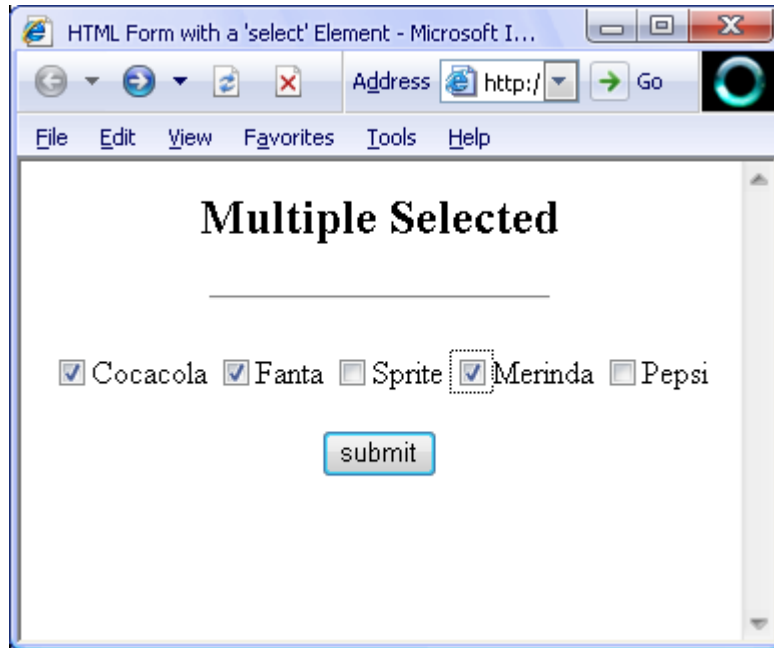 HTML Form with a 'select' Element - Microsoft I...
Address http:/ Go
File Edit View Favorites Tools Help
Multiple Selected
Cocacola Fanta Sprite Merinda Pepsi
submit